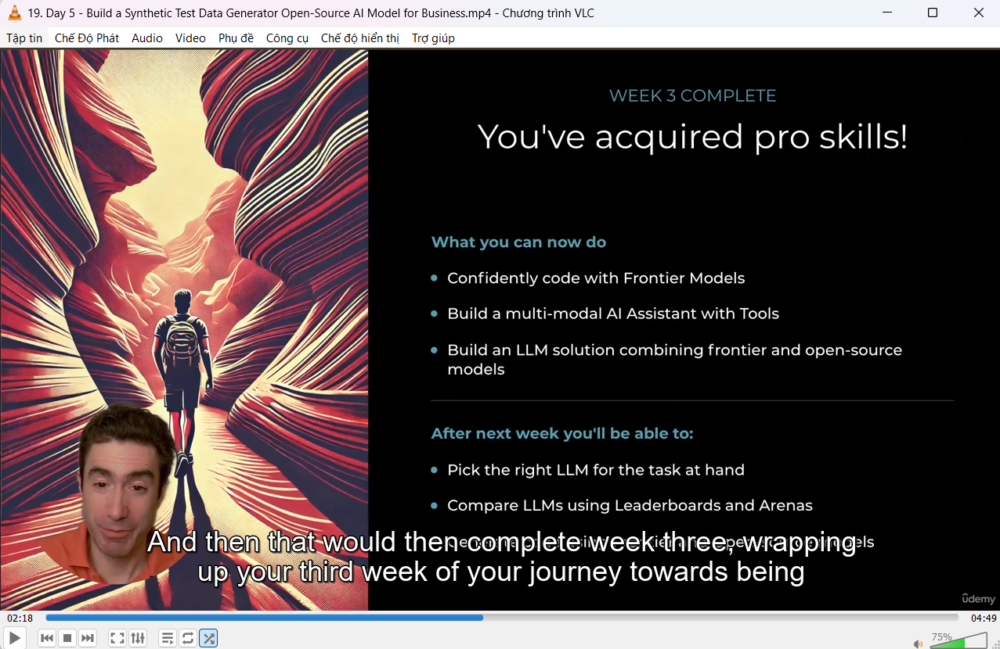 19. Day 5 - Build a Synthetic Test Data Generator Open-Source AI Model for Business.mp4 - Chương trình VLC
Tập tin Chế Độ Phát Audio Video Phụ đề Công cụ Chế độ hiển thị Trợ giúp
WEEK 3 COMPLETE
You've acquired pro skills!
What you can now do
Confidently code with Frontier Models
Build a multi-modal AI Assistant with Tools
Build an LLM solution combining frontier and open-source
models
After next week you'll be able to:
Pick the right LLM for the task at hand
Compare LLMs using Leaderboards and Arenas
And then that would then complete week three, wrapping
up your third week of your journey towards being
udemy
02:18
04:49
75%